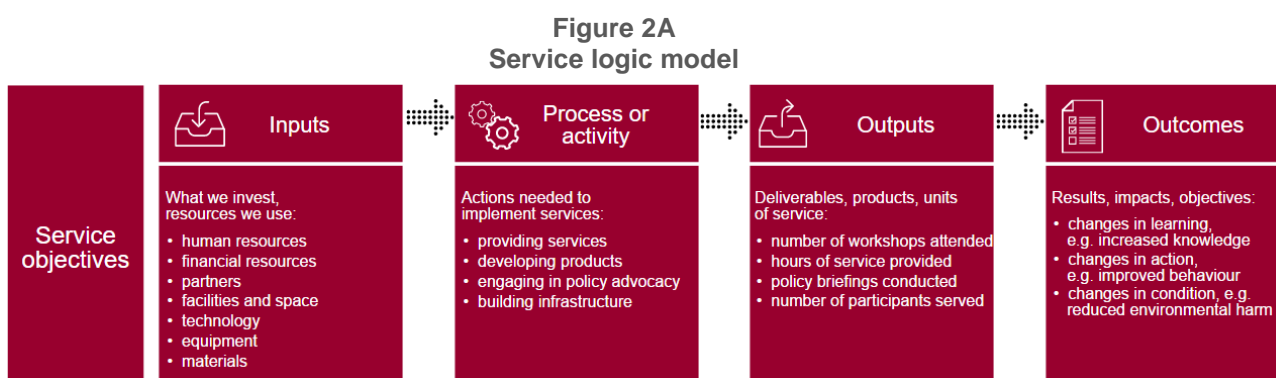 Figure 2A
Service logic model
Service
objectives
Inputs
What we invest,
resources we use:
• human resources
• financial resources
• partners
• facilities and space
• technology
• equipment
• materials
Process or
activity
Actions needed to
implement services:
• providing services
• developing products
• engaging in policy advocacy
• building infrastructure
Outputs
Deliverables, products, units
of service:
• number of workshops attended
• hours of service provided
• policy briefings conducted
• number of participants served
Outcomes
Results, impacts, objectives:
• changes in learning,
e.g. increased knowledge
• changes in action,
e.g. improved behaviour
• changes in condition, e.g.
reduced environmental harm